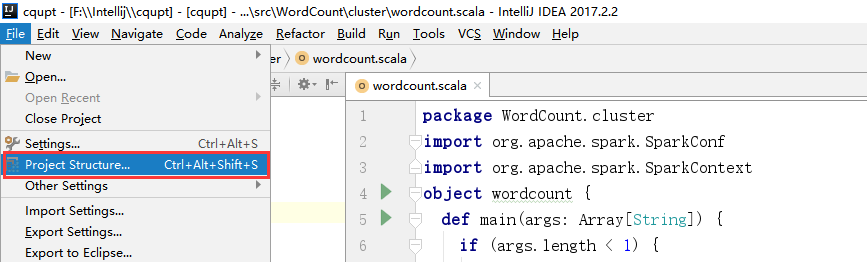 cqupt - [F:\\Intellij\\cqupt] - [cqupt] - ...\src\WordCount\cluster\wordcount.scala - IntelliJ IDEA 2017.2.2
File Edit View Navigate Code Analyze Refactor Build Run Tools VCS Window Help
New
er wordcount.scala
Open...
wordcount.scala
Open Recent
Close Project
Settings... Ctrl+Alt+S
Project Structure... Ctrl+Alt+Shift+S
Other Settings
Import Settings...
Export Settings...
Export to Eclipse...
1 package WordCount.cluster
2 import org.apache.spark.SparkConf
3 import org.apache.spark.SparkContext
4 object wordcount {
5 def main(args: Array[String]) {
6 if (args.length < 1) {